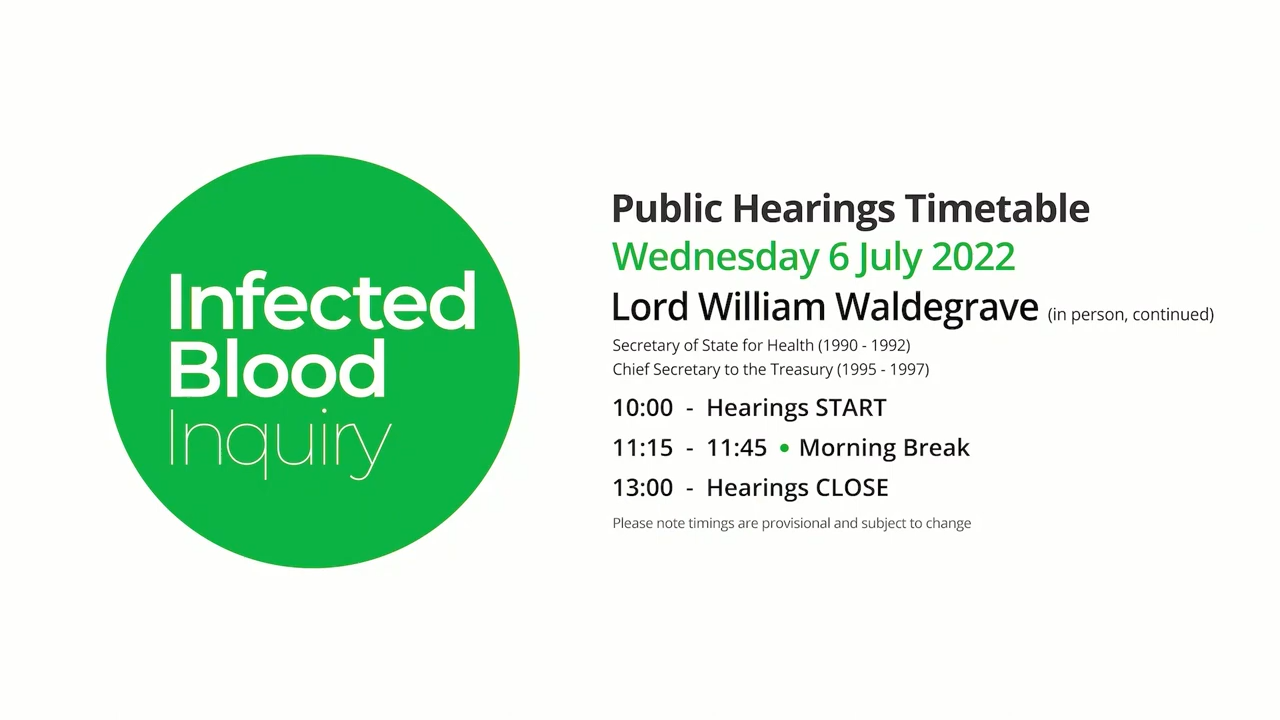 Infected
Blood
Inquiry
Public Hearings Timetable
Wednesday 6 July 2022
Lord William Waldegrave (in person, continued)
Secretary of State for Health (1990 - 1992)
Chief Secretary to the Treasury (1995 - 1997)
10:00 - Hearings START
11:15 - 11:45 • Morning Break
13:00 - Hearings CLOSE
Please note timings are provisional and subject to change